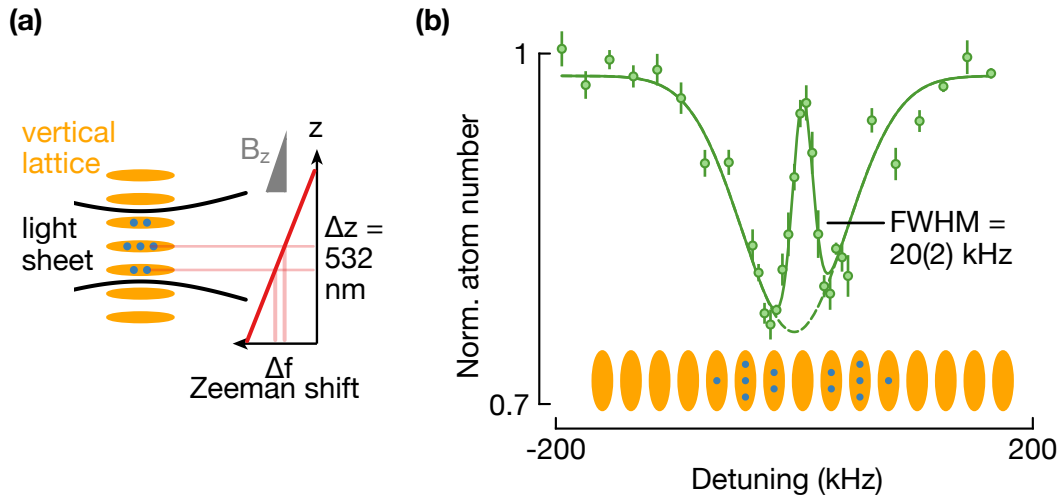 (a)
vertical
lattice
light
sheet
B_z
z
Δz =
532
nm
Δf
Zeeman shift
(b)
Norm. atom number
1
0.7
FWHM =
20(2) kHz
-200
200
Detuning (kHz)